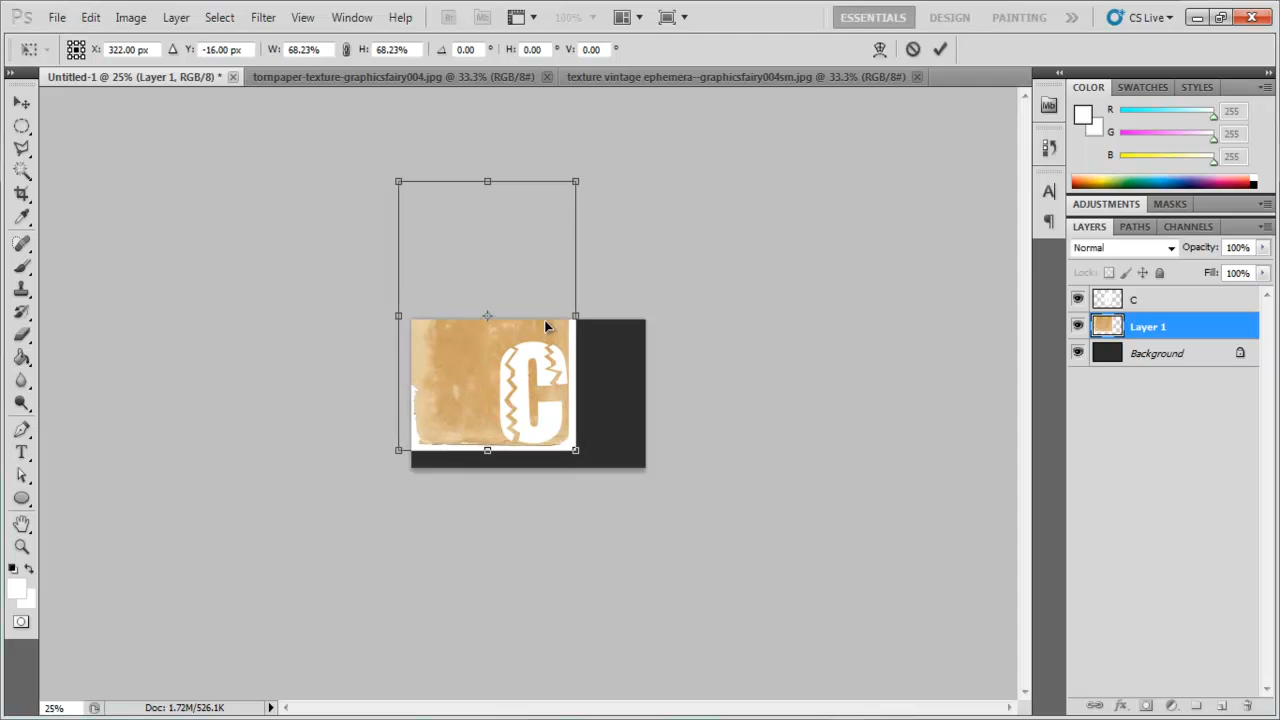 Ps File Edit Image Layer Select Filter View Window Help Br Mb 100% ESSENTIALS DESIGN PAINTING CS Live
X: 322.00 px Y: -16.00 px W: 68.23% H: 68.23% 0.00 ° H: 0.00 ° V: 0.00 °
Untitled-1 @ 25% (Layer 1, RGB/8) * tornpaper-texture-graphicsfairy004.jpg @ 33.3% (RGB/8#) texture vintage ephemera--graphicsfairy004sm.jpg @ 33.3% (RGB/8#)
COLOR SWATCHES STYLES
Mb
R 255
G 255
B 255
ADJUSTMENTS MASKS
LAYERS PATHS CHANNELS
Normal Opacity: 100%
Lock: Fill: 100%
C
Layer 1
Background
C
25% Doc: 1.72M/526.1K